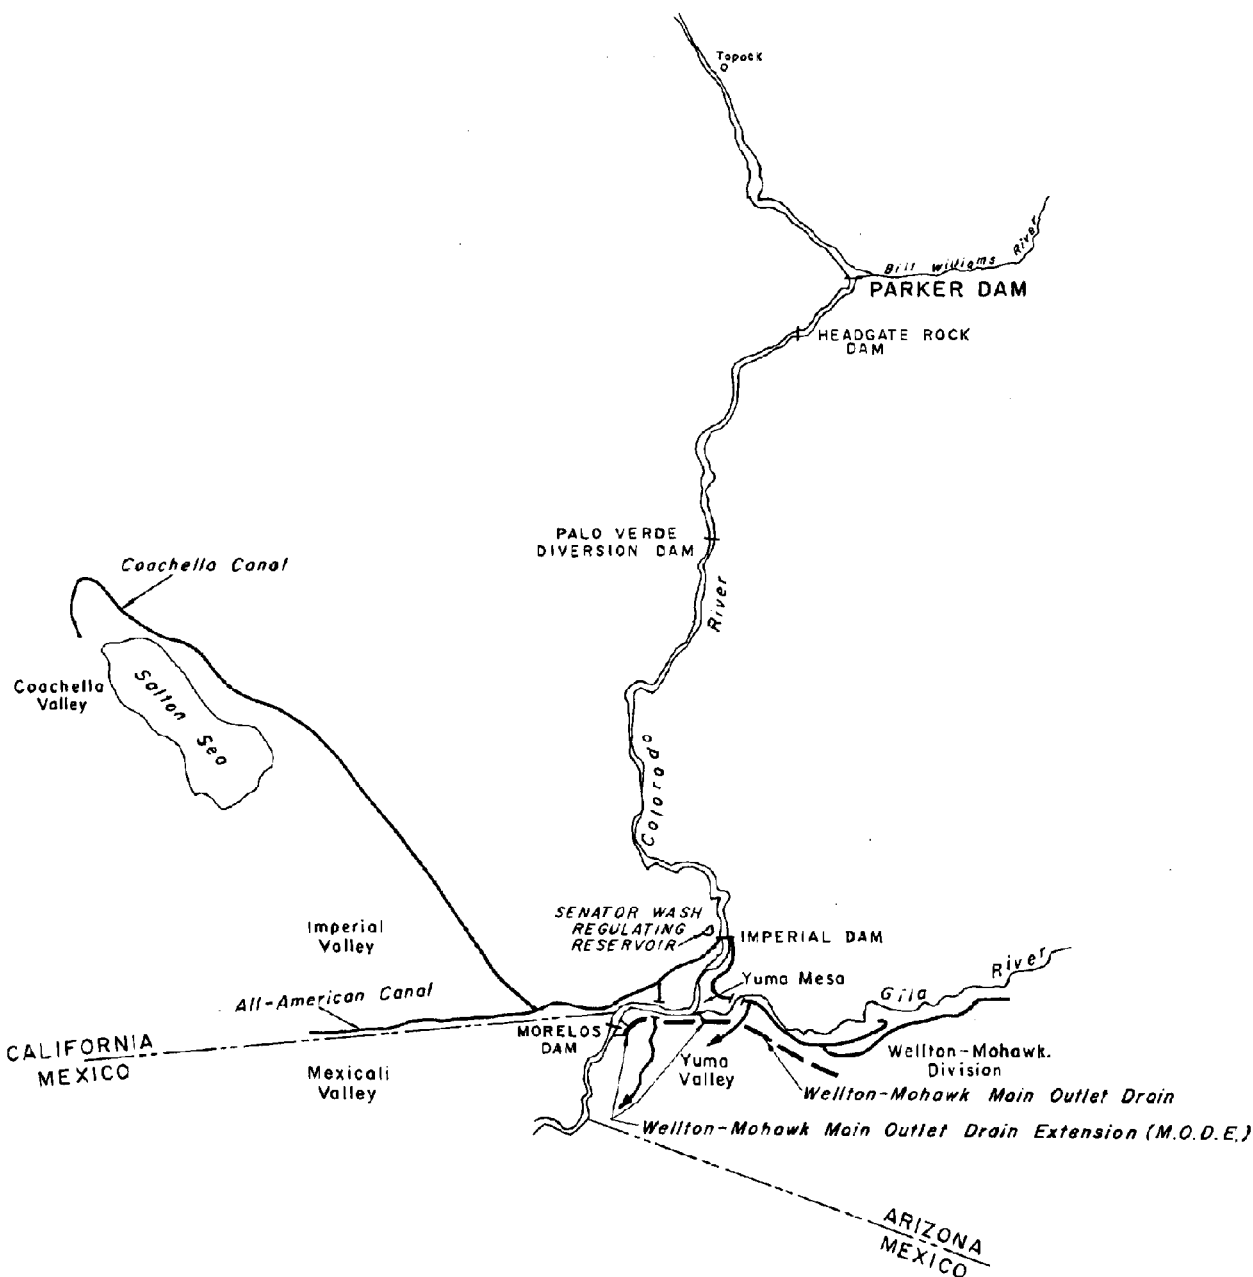 Topock
Bill Williams River
PARKER DAM
HEADGATE ROCK
DAM
PALO VERDE
DIVERSION DAM
Coachella Canal
Colorado River
Coachella
Valley
Salton Sea
SENATOR WASH
REGULATING
RESERVOIR
IMPERIAL DAM
Imperial
Valley
Yuma Mesa
Gila River
All-American Canal
MORELOS
DAM
CALIFORNIA
MEXICO
Mexicali
Valley
Yuma
Valley
Wellton-Mohawk.
Division
Wellton-Mohawk Main Outlet Drain
Wellton-Mohawk Main Outlet Drain Extension (M.O.D.E.)
ARIZONA
MEXICO